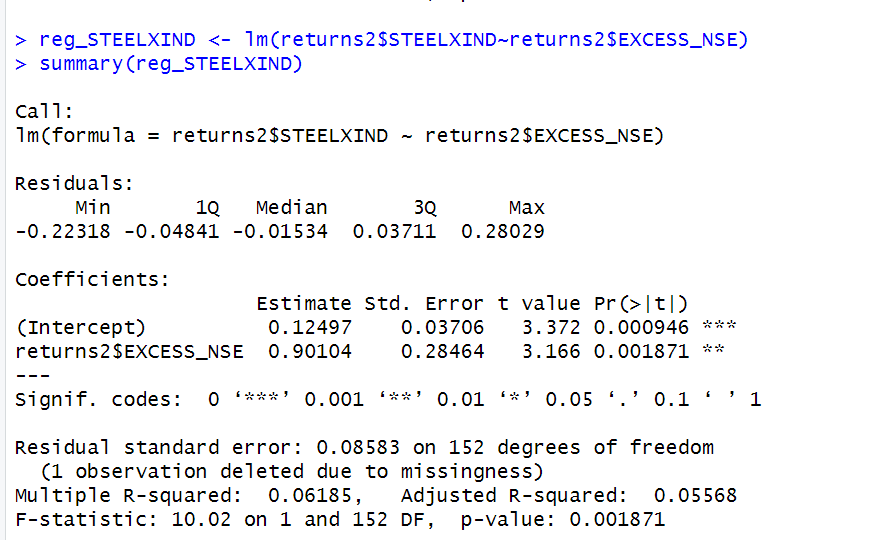 > reg_STEELXIND <- lm(returns2$STEELXIND~returns2$EXCESS_NSE)
> summary(reg_STEELXIND)
Call:
lm(formula = returns2$STEELXIND ~ returns2$EXCESS_NSE)
Residuals:
     Min       1Q   Median       3Q      Max
-0.22318 -0.04841 -0.01534  0.03711  0.28029
Coefficients:
                    Estimate Std. Error t value Pr(>|t|)
(Intercept)          0.12497    0.03706   3.372 0.000946 ***
returns2$EXCESS_NSE  0.90104    0.28464   3.166 0.001871 **
---
Signif. codes:  0 ‘***’ 0.001 ‘**’ 0.01 ‘*’ 0.05 ‘.’ 0.1 ‘ ’ 1
Residual standard error: 0.08583 on 152 degrees of freedom
  (1 observation deleted due to missingness)
Multiple R-squared:  0.06185,   Adjusted R-squared:  0.05568
F-statistic: 10.02 on 1 and 152 DF,  p-value: 0.001871